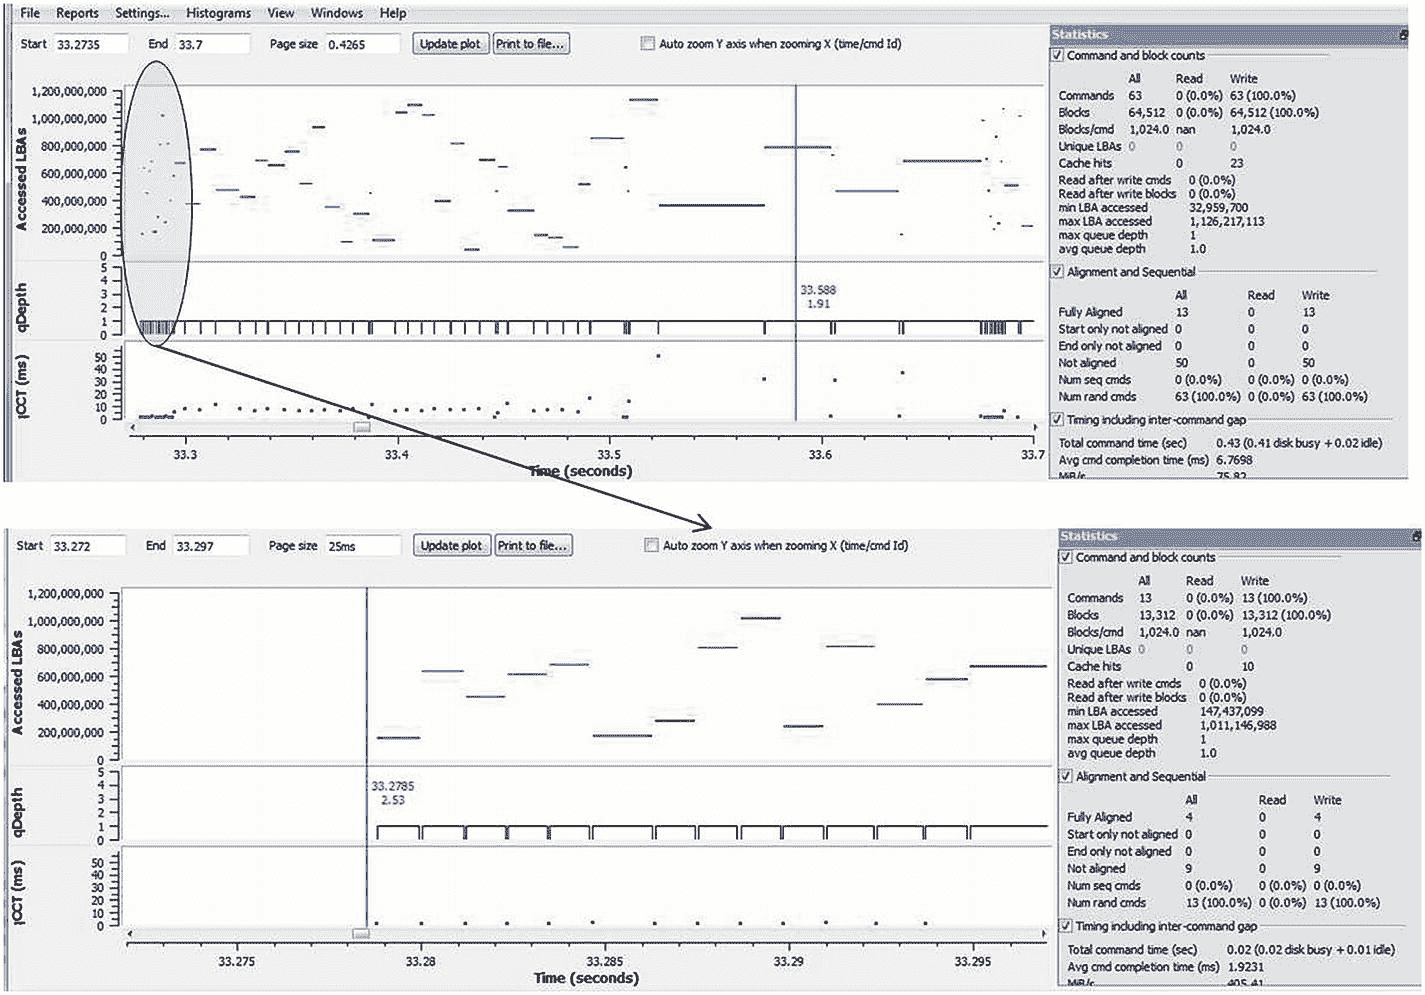 File Reports Settings... Histograms View Windows Help
Start 33.2735 End 33.7 Page size 0.4265 Update plot Print to file... Auto zoom Y axis when zooming X (time/cmd Id)
1,200,000,000
1,000,000,000
800,000,000
600,000,000
400,000,000
200,000,000
0
Accessed LBAs
5
4
3
2
1
0
qDepth
33.588
1.91
50
40
30
20
10
0
ICCT (ms)
33.3 33.4 33.5 33.6 33.7
Time (seconds)
Statistics
Command and block counts
All Read Write
Commands 63 0 (0.0%) 63 (100.0%)
Blocks 64,512 0 (0.0%) 64,512 (100.0%)
Blocks/cmd 1,024.0 nan 1,024.0
Unique LBAs 0 0 0
Cache hits 0 23
Read after write cmds 0 (0.0%)
Read after write blocks 0 (0.0%)
min LBA accessed 32,959,700
max LBA accessed 1,126,217,113
max queue depth 1
avg queue depth 1.0
Alignment and Sequential
All Read Write
Fully Aligned 13 0 13
Start only not aligned 0 0 0
End only not aligned 0 0 0
Not aligned 50 0 50
Num seq cmds 0 (0.0%) 0 (0.0%) 0 (0.0%)
Num rand cmds 63 (100.0%) 0 (0.0%) 63 (100.0%)
Timing including inter-command gap
Total command time (sec) 0.43 (0.41 disk busy + 0.02 idle)
Avg cmd completion time (ms) 6.7698
MiB/s 75.82
Start 33.272 End 33.297 Page size 25ms Update plot Print to file... Auto zoom Y axis when zooming X (time/cmd Id)
1,200,000,000
1,000,000,000
800,000,000
600,000,000
400,000,000
200,000,000
0
Accessed LBAs
5
4
3
2
1
0
qDepth
33.2785
2.53
50
40
30
20
10
0
ICCT (ms)
33.275 33.28 33.285 33.29 33.295
Time (seconds)
Statistics
Command and block counts
All Read Write
Commands 13 0 (0.0%) 13 (100.0%)
Blocks 13,312 0 (0.0%) 13,312 (100.0%)
Blocks/cmd 1,024.0 nan 1,024.0
Unique LBAs 0 0 0
Cache hits 0 10
Read after write cmds 0 (0.0%)
Read after write blocks 0 (0.0%)
min LBA accessed 147,437,099
max LBA accessed 1,011,146,988
max queue depth 1
avg queue depth 1.0
Alignment and Sequential
All Read Write
Fully Aligned 4 0 4
Start only not aligned 0 0 0
End only not aligned 0 0 0
Not aligned 9 0 9
Num seq cmds 0 (0.0%) 0 (0.0%) 0 (0.0%)
Num rand cmds 13 (100.0%) 0 (0.0%) 13 (100.0%)
Timing including inter-command gap
Total command time (sec) 0.02 (0.02 disk busy + 0.01 idle)
Avg cmd completion time (ms) 1.9231
MiB/s 405.41